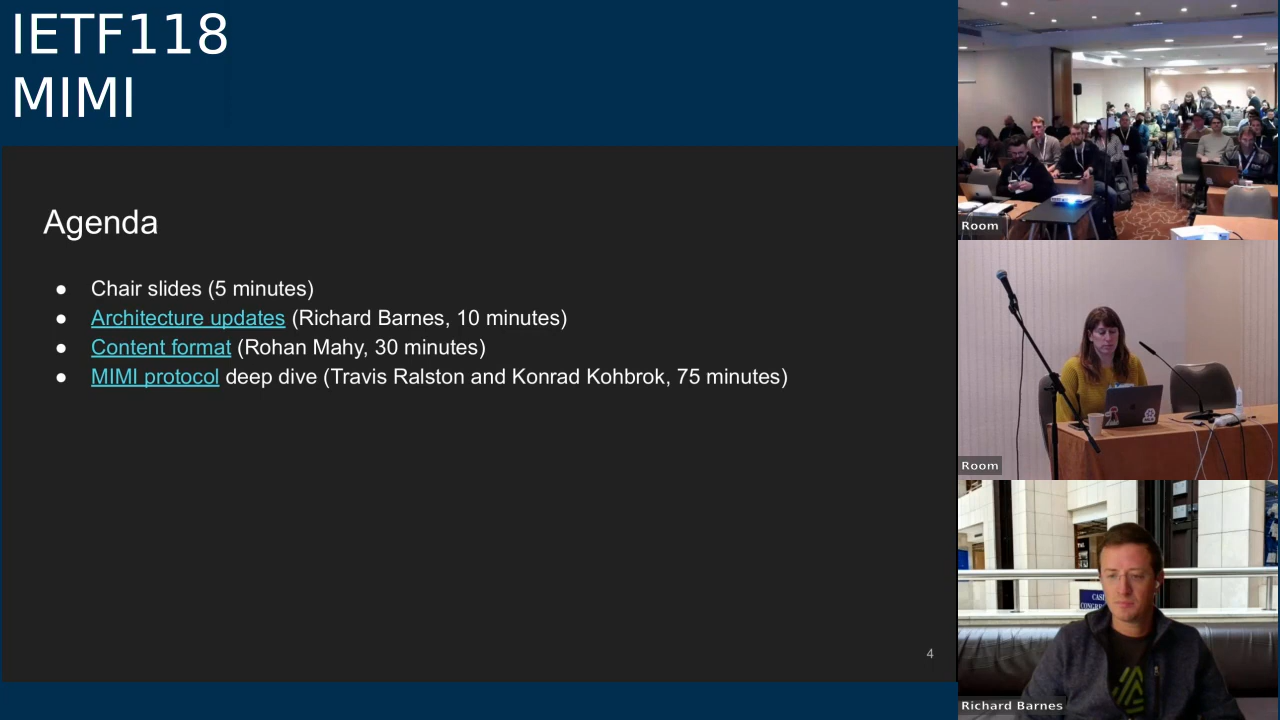 IETF118
MIMI
Agenda
● Chair slides (5 minutes)
● Architecture updates (Richard Barnes, 10 minutes)
● Content format (Rohan Mahy, 30 minutes)
● MIMI protocol deep dive (Travis Ralston and Konrad Kohbrok, 75 minutes)
4
Room
Room
Richard Barnes